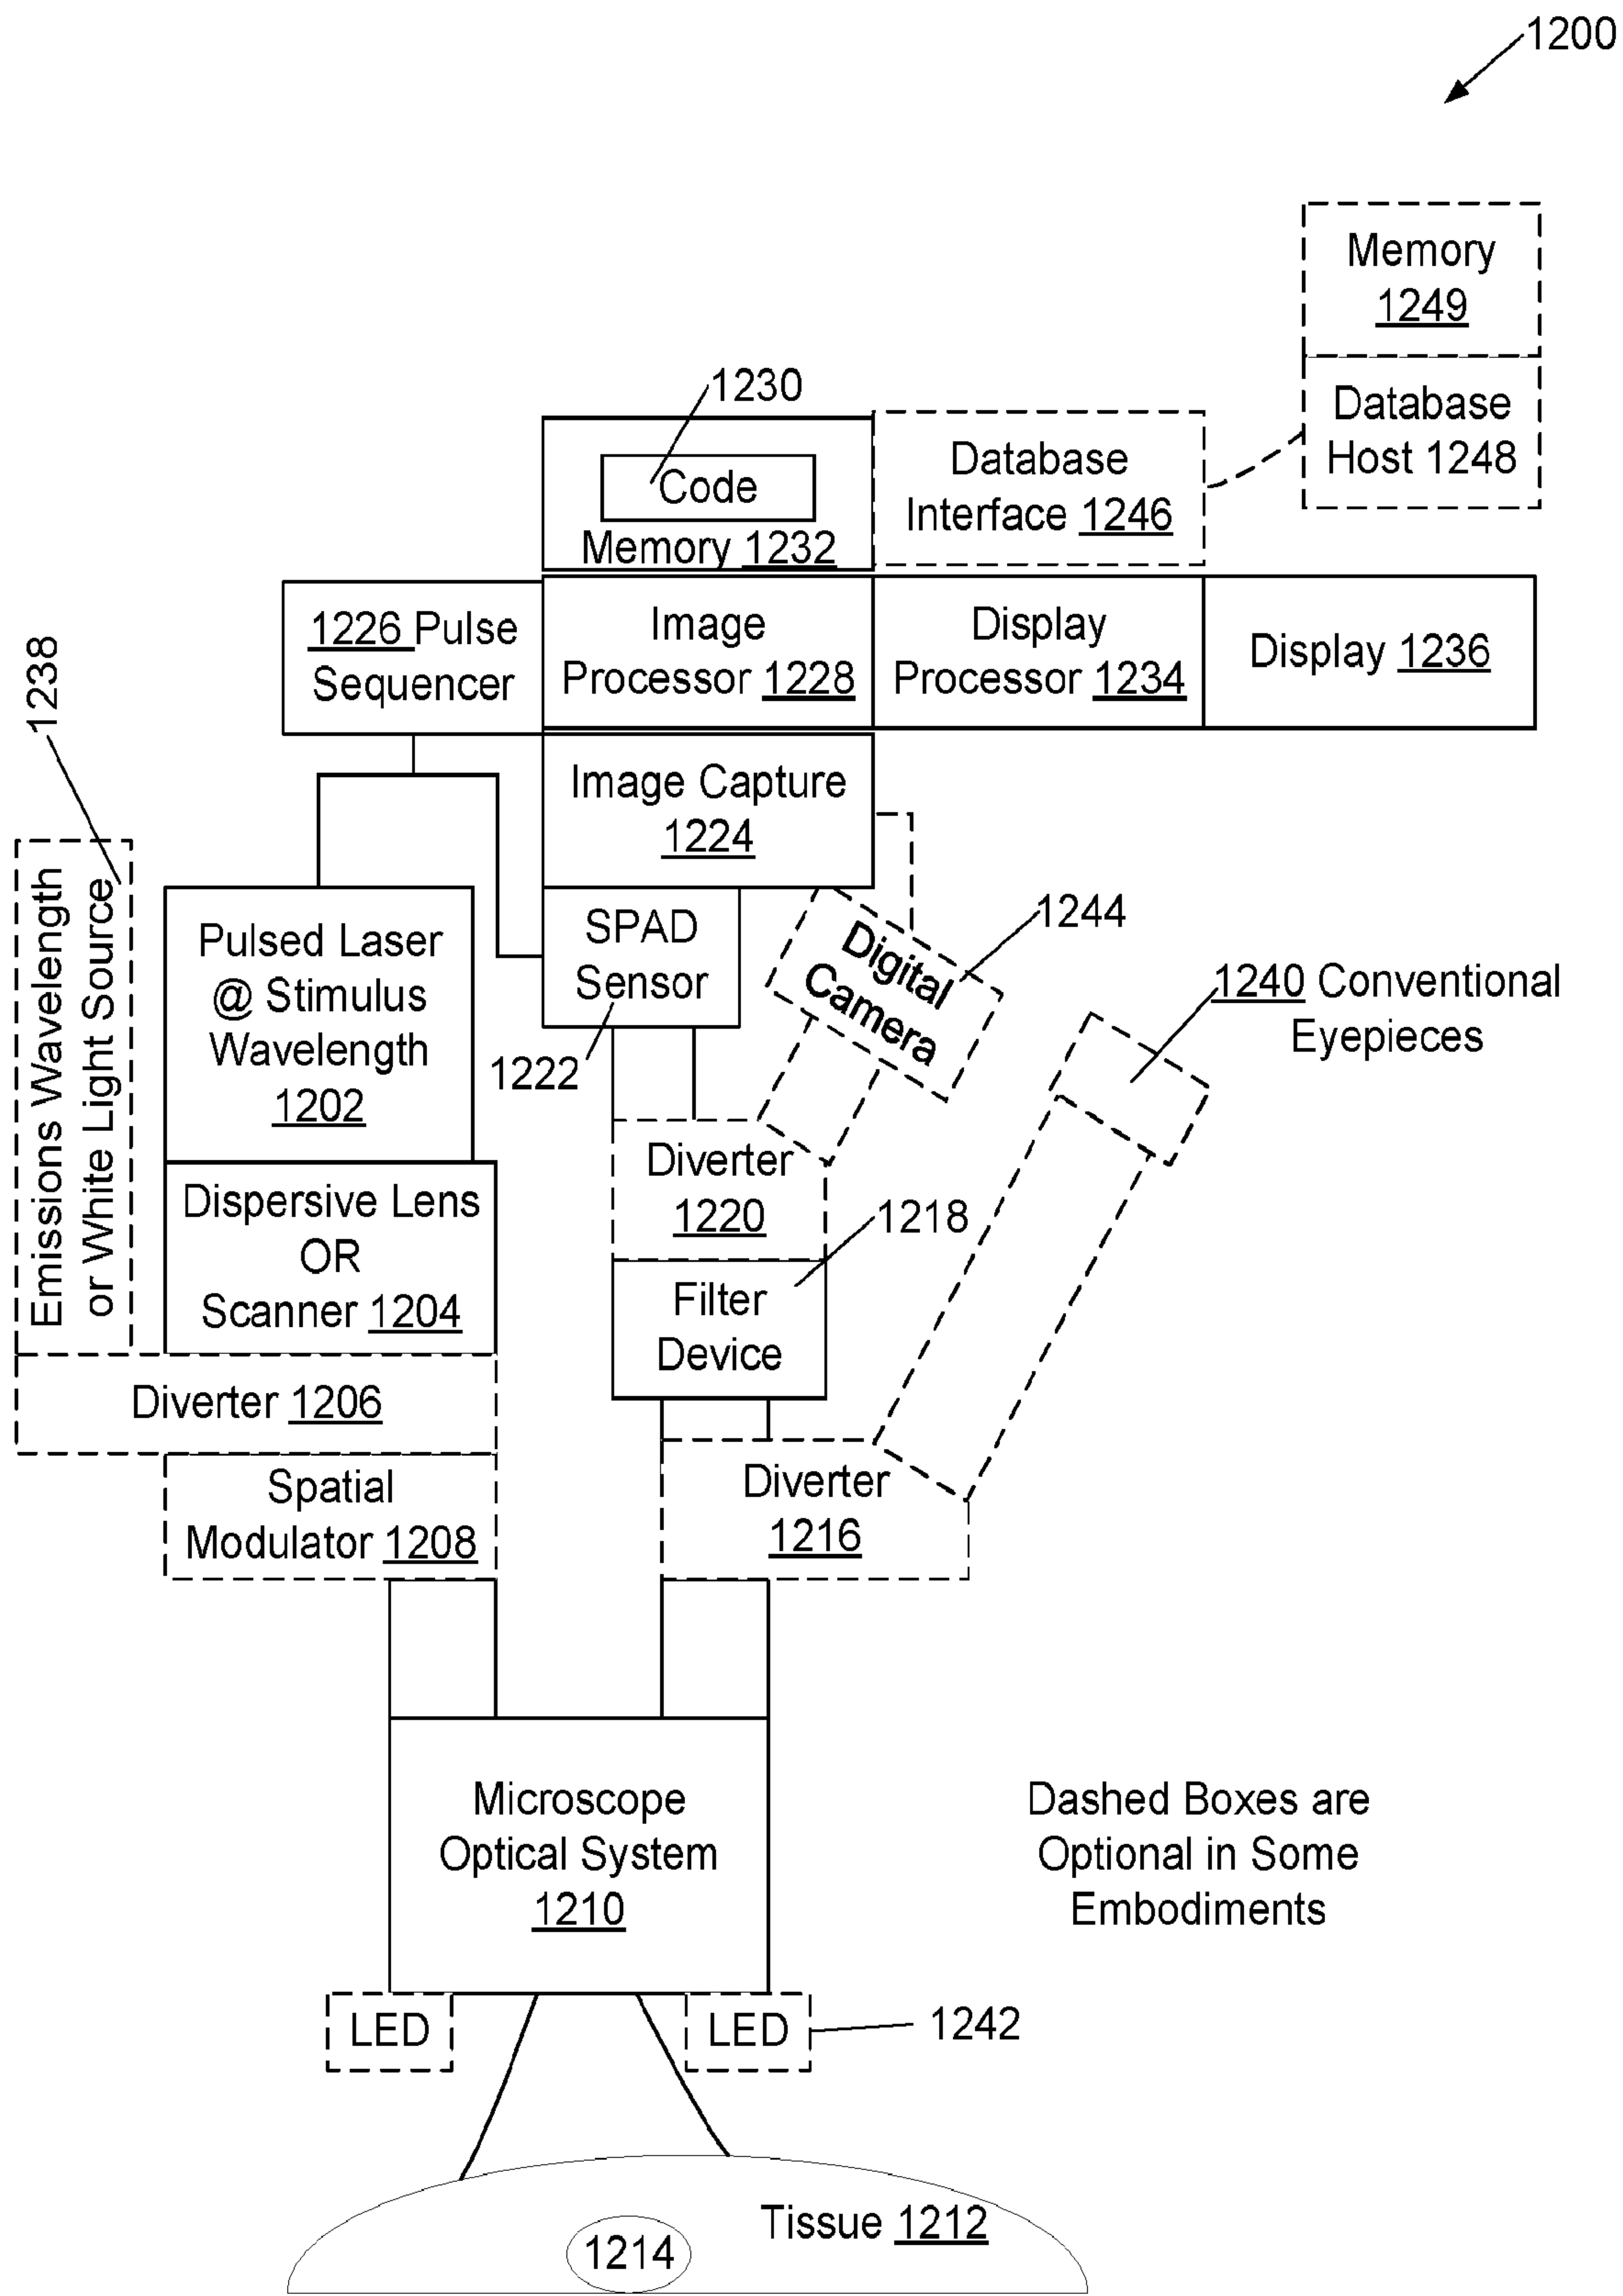 1200
Memory
1249
Database
Host 1248
1230
Code
Memory 1232
Database
Interface 1246
1226 Pulse
Sequencer
Image
Processor 1228
Display
Processor 1234
Display 1236
1238
Image Capture
1224
Emissions Wavelength
or White Light Source
Pulsed Laser
@ Stimulus
Wavelength
1202
SPAD
Sensor
1222
Digital
Camera
1244
1240 Conventional
Eyepieces
Dispersive Lens
OR
Scanner 1204
Diverter
1220
1218
Filter
Device
Diverter 1206
Spatial
Modulator 1208
Diverter
1216
Microscope
Optical System
1210
Dashed Boxes are
Optional in Some
Embodiments
LED
LED
1242
Tissue 1212
1214